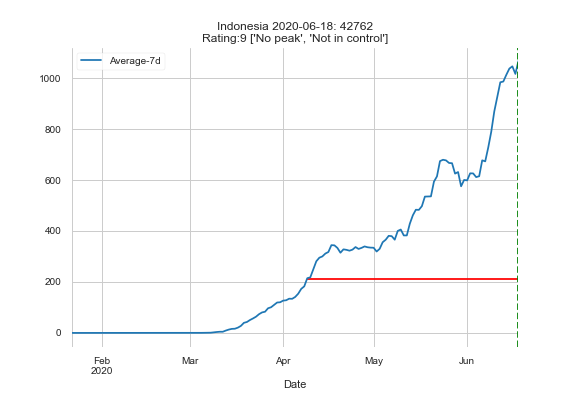 Indonesia 2020-06-18: 42762
Rating:9 ['No peak', 'Not in control']
Average-7d
1000
800
600
400
200
0
Feb
2020
Mar
Apr
May
Jun
Date